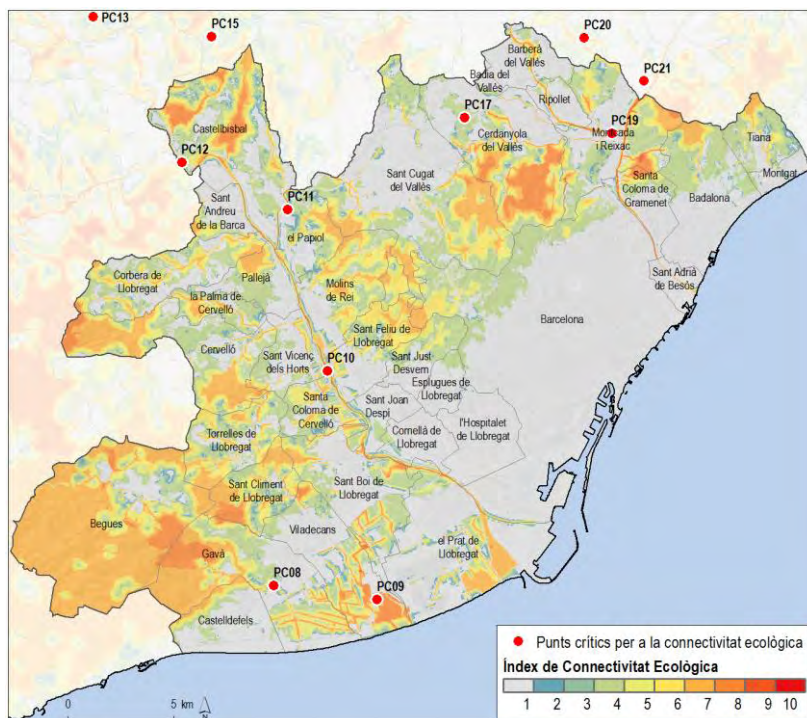 PC13
PC15
PC20
PC21
Barberà
del Vallès
Badia del
Vallès
Ripollet
PC17
Cerdanyola
del Vallès
PC19
Montcada
i Reixac
Tiana
Montgat
Castellbisbal
PC12
Sant Cugat
del Vallès
Santa
Coloma de
Gramenet
Badalona
Sant
Andreu
de la Barca
PC11
el Papiol
Sant Adrià
de Besòs
Corbera de
Llobregat
Pallejà
Molins
de Rei
la Palma de
Cervelló
Barcelona
Cervelló
Sant Feliu de
Llobregat
Sant Vicenç
dels Horts
PC10
Sant Just
Desvern
Esplugues de
Llobregat
Santa
Coloma de
Cervelló
Sant Joan
Despí
Cornellà de
Llobregat
l'Hospitalet
de Llobregat
Torrelles de
Llobregat
Sant Climent
de Llobregat
Sant Boi de
Llobregat
Begues
Viladecans
el Prat de
Llobregat
Gavà
PC08
PC09
Castelldefels
0 5 km
N
Punts crítics per a la connectivitat ecològica
Índex de Connectivitat Ecològica
1 2 3 4 5 6 7 8 9 10